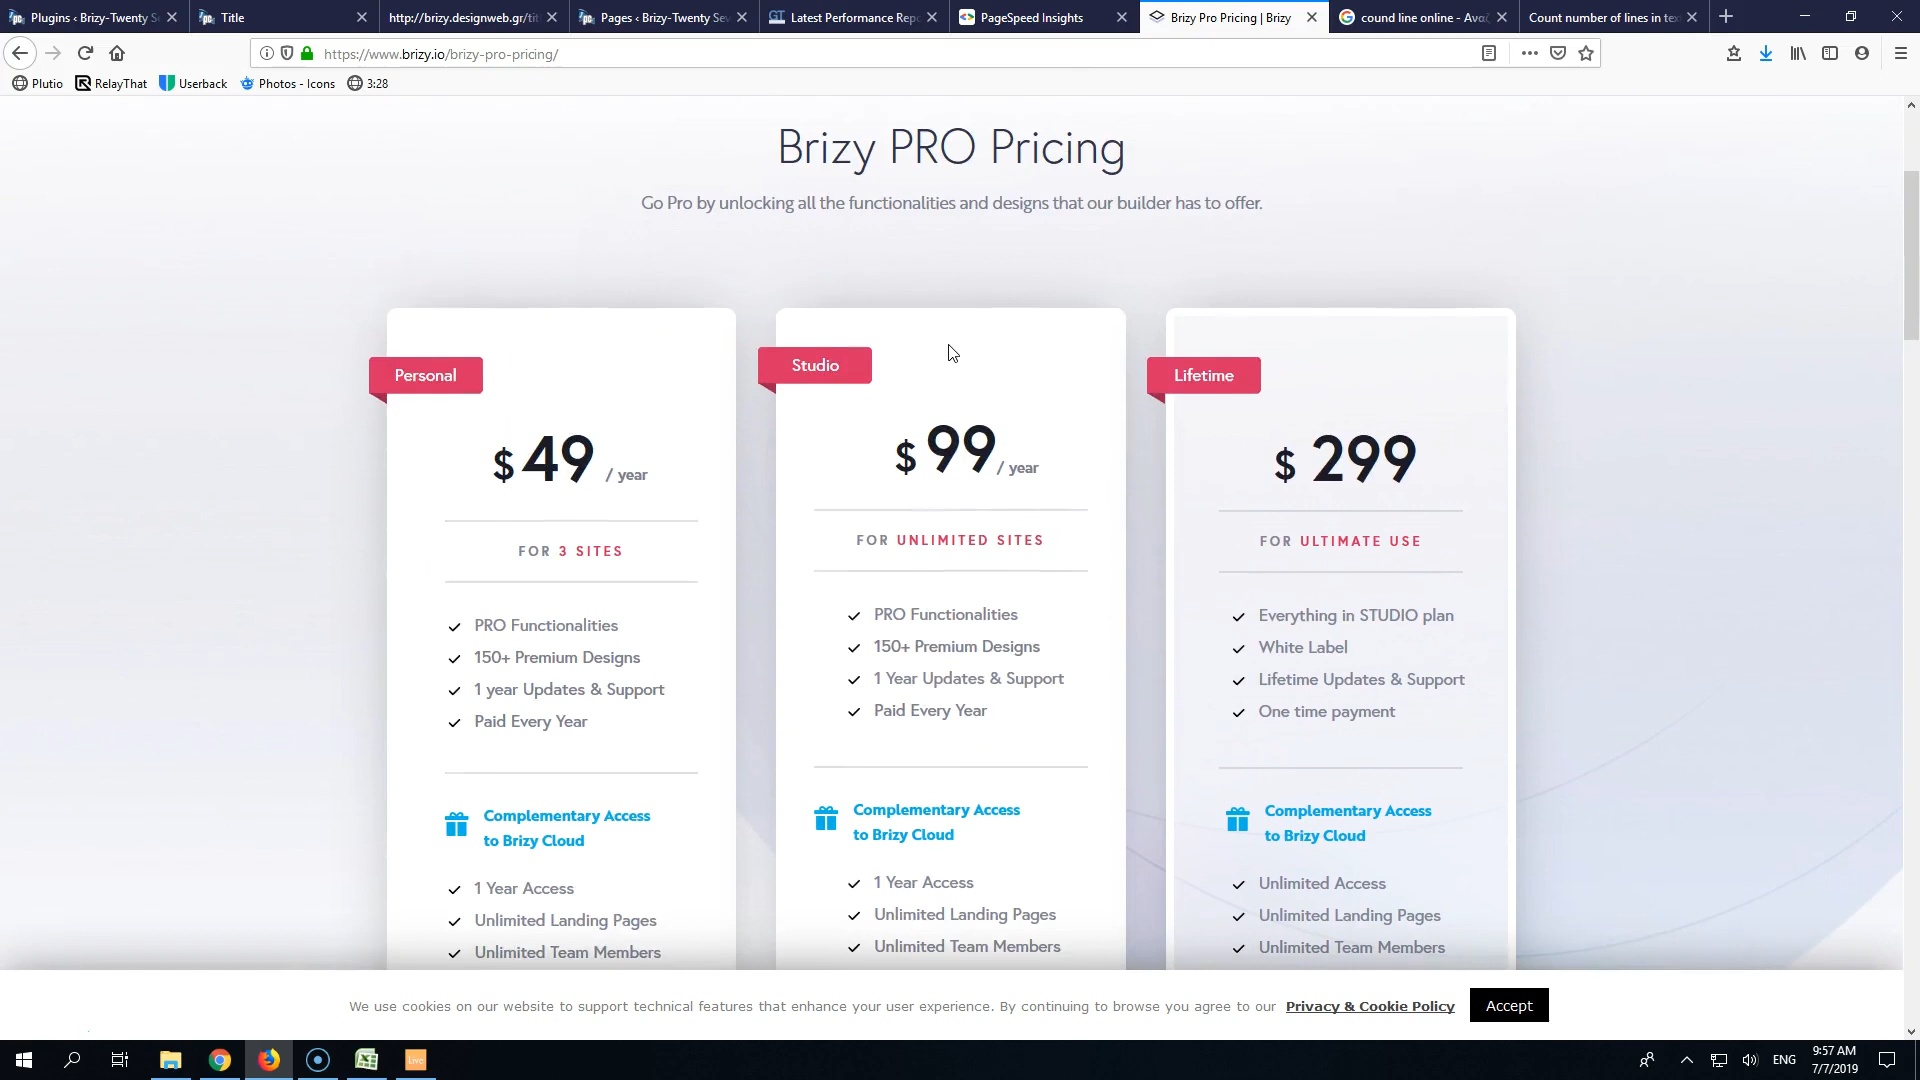 Plugins ‹ Brizy-Twenty Se
Title
http://brizy.designweb.gr/titl
Pages ‹ Brizy-Twenty Sev
Latest Performance Repo
PageSpeed Insights
Brizy Pro Pricing | Brizy
cound line online - Αναζ
Count number of lines in tex
https://www.brizy.io/brizy-pro-pricing/
Plutio
RelayThat
Userback
Photos - Icons
3:28
Brizy PRO Pricing
Go Pro by unlocking all the functionalities and designs that our builder has to offer.
Personal
$ 49 / year
FOR 3 SITES
PRO Functionalities
150+ Premium Designs
1 year Updates & Support
Paid Every Year
Complementary Access
to Brizy Cloud
1 Year Access
Unlimited Landing Pages
Unlimited Team Members
Studio
$ 99 / year
FOR UNLIMITED SITES
PRO Functionalities
150+ Premium Designs
1 Year Updates & Support
Paid Every Year
Complementary Access
to Brizy Cloud
1 Year Access
Unlimited Landing Pages
Unlimited Team Members
Lifetime
$ 299
FOR ULTIMATE USE
Everything in STUDIO plan
White Label
Lifetime Updates & Support
One time payment
Complementary Access
to Brizy Cloud
Unlimited Access
Unlimited Landing Pages
Unlimited Team Members
We use cookies on our website to support technical features that enhance your user experience. By continuing to browse you agree to our Privacy & Cookie Policy
Accept
Live
ENG
9:57 AM
7/7/2019